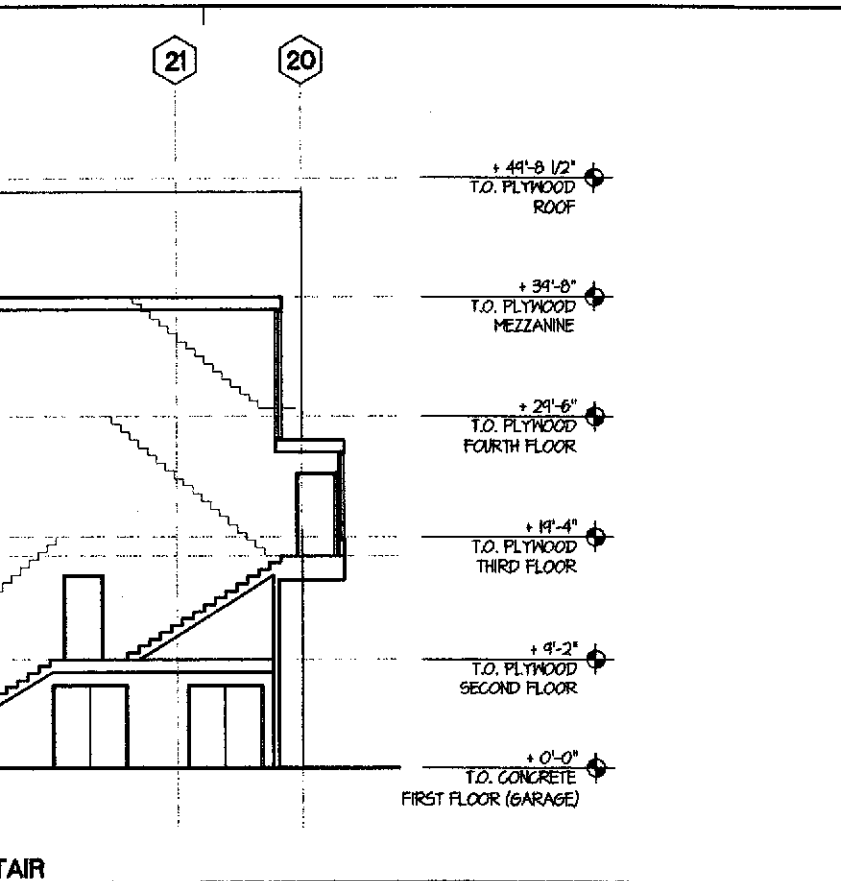 21 20
+ 49'-8 1/2"
T.O. PLYWOOD
ROOF
+ 39'-8"
T.O. PLYWOOD
MEZZANINE
+ 29'-6"
T.O. PLYWOOD
FOURTH FLOOR
+ 19'-4"
T.O. PLYWOOD
THIRD FLOOR
+ 9'-2"
T.O. PLYWOOD
SECOND FLOOR
+ 0'-0"
T.O. CONCRETE
FIRST FLOOR (GARAGE)
TAIR